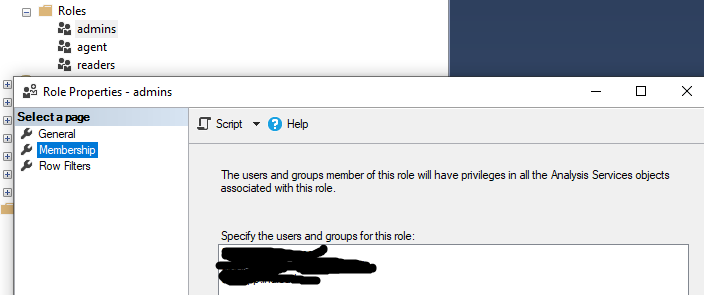 Roles
admins
agent
readers
Role Properties - admins
Select a page
General
Membership
Row Filters
Script
Help
The users and groups member of this role will have privileges in all the Analysis Services objects
associated with this role.
Specify the users and groups for this role: